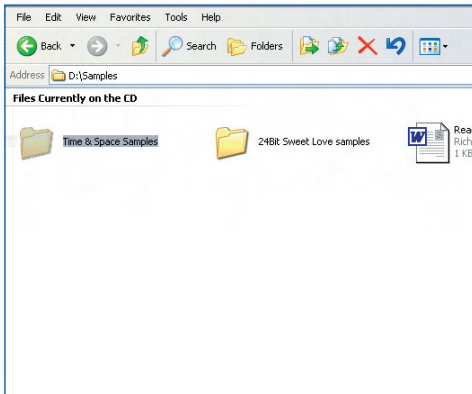 File Edit View Favorites Tools Help
Back Search Folders
Address D:\Samples
Files Currently on the CD
Time & Space Samples 24Bit Sweet Love samples Rea
Rich
1 KB